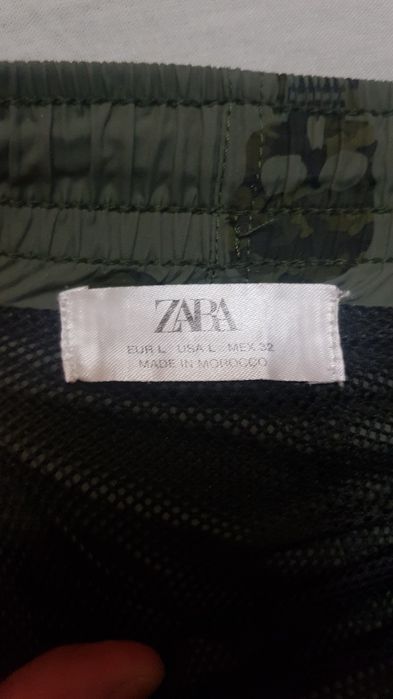 ZARA
EUR L - USA L - MEX 32
MADE IN MOROCCO